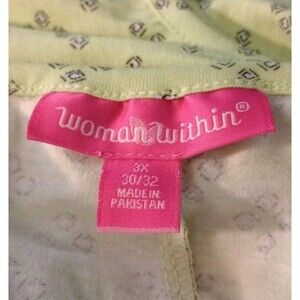 woman within®
3X
30/32
MADE IN
PAKISTAN